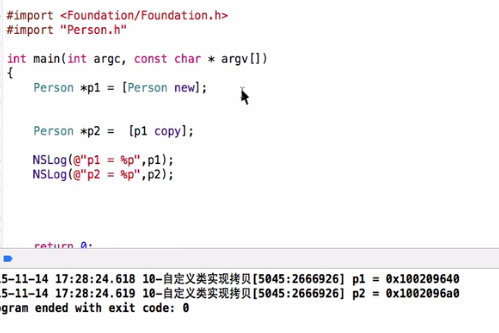 #import <Foundation/Foundation.h>
#import "Person.h"
int main(int argc, const char * argv[])
{
Person *p1 = [Person new];
Person *p2 =  [p1 copy];
NSLog(@"p1 = %p",p1);
NSLog(@"p2 = %p",p2);
return 0;
15-11-14 17:28:24.618 10-自定义类实现拷贝[5045:2666926] p1 = 0x100209640
15-11-14 17:28:24.619 10-自定义类实现拷贝[5045:2666926] p2 = 0x1002096a0
ogram ended with exit code: 0